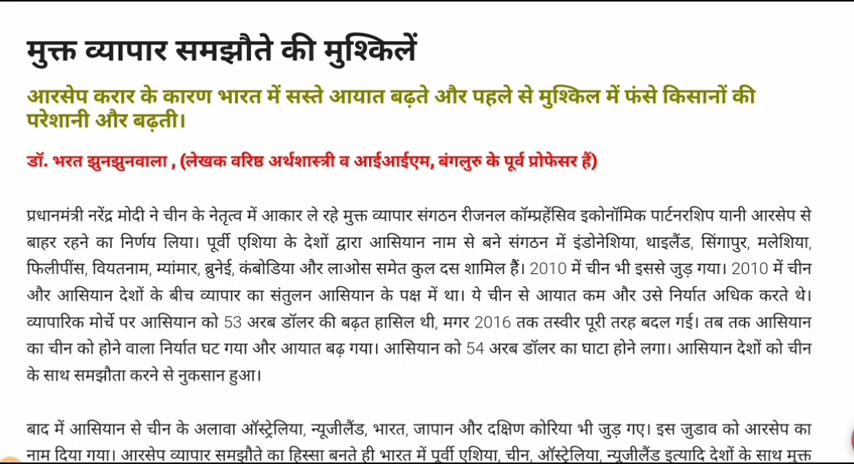 मुक्त व्यापार समझौते की मुश्किलें
आरसेप करार के कारण भारत में सस्ते आयात बढ़ते और पहले से मुश्किल में फंसे किसानों की
परेशानी और बढ़ती।
डॉ. भरत झुनझुनवाला , (लेखक वरिष्ठ अर्थशास्त्री व आईआईएम, बंगलुरु के पूर्व प्रोफेसर हैं)
प्रधानमंत्री नरेंद्र मोदी ने चीन के नेतृत्व में आकार ले रहे मुक्त व्यापार संगठन रीजनल कॉम्प्रहेंसिव इकोनॉमिक पार्टनरशिप यानी आरसेप से
बाहर रहने का निर्णय लिया। पूर्वी एशिया के देशों द्वारा आसियान नाम से बने संगठन में इंडोनेशिया, थाइलैंड, सिंगापुर, मलेशिया,
फिलीपींस, वियतनाम, म्यांमार, ब्रुनेई, कंबोडिया और लाओस समेत कुल दस शामिल हैं। 2010 में चीन भी इससे जुड़ गया। 2010 में चीन
और आसियान देशों के बीच व्यापार का संतुलन आसियान के पक्ष में था। ये चीन से आयात कम और उसे निर्यात अधिक करते थे।
व्यापारिक मोर्चे पर आसियान को 53 अरब डॉलर की बढ़त हासिल थी, मगर 2016 तक तस्वीर पूरी तरह बदल गई। तब तक आसियान
का चीन को होने वाला निर्यात घट गया और आयात बढ़ गया। आसियान को 54 अरब डॉलर का घाटा होने लगा। आसियान देशों को चीन
के साथ समझौता करने से नुकसान हुआ।
बाद में आसियान से चीन के अलावा ऑस्ट्रेलिया, न्यूजीलैंड, भारत, जापान और दक्षिण कोरिया भी जुड़ गए। इस जुडाव को आरसेप का
नाम दिया गया। आरसेप व्यापार समझौते का हिस्सा बनते ही भारत में पूर्वी एशिया, चीन, ऑस्ट्रेलिया, न्यूजीलैंड इत्यादि देशों के साथ मुक्त